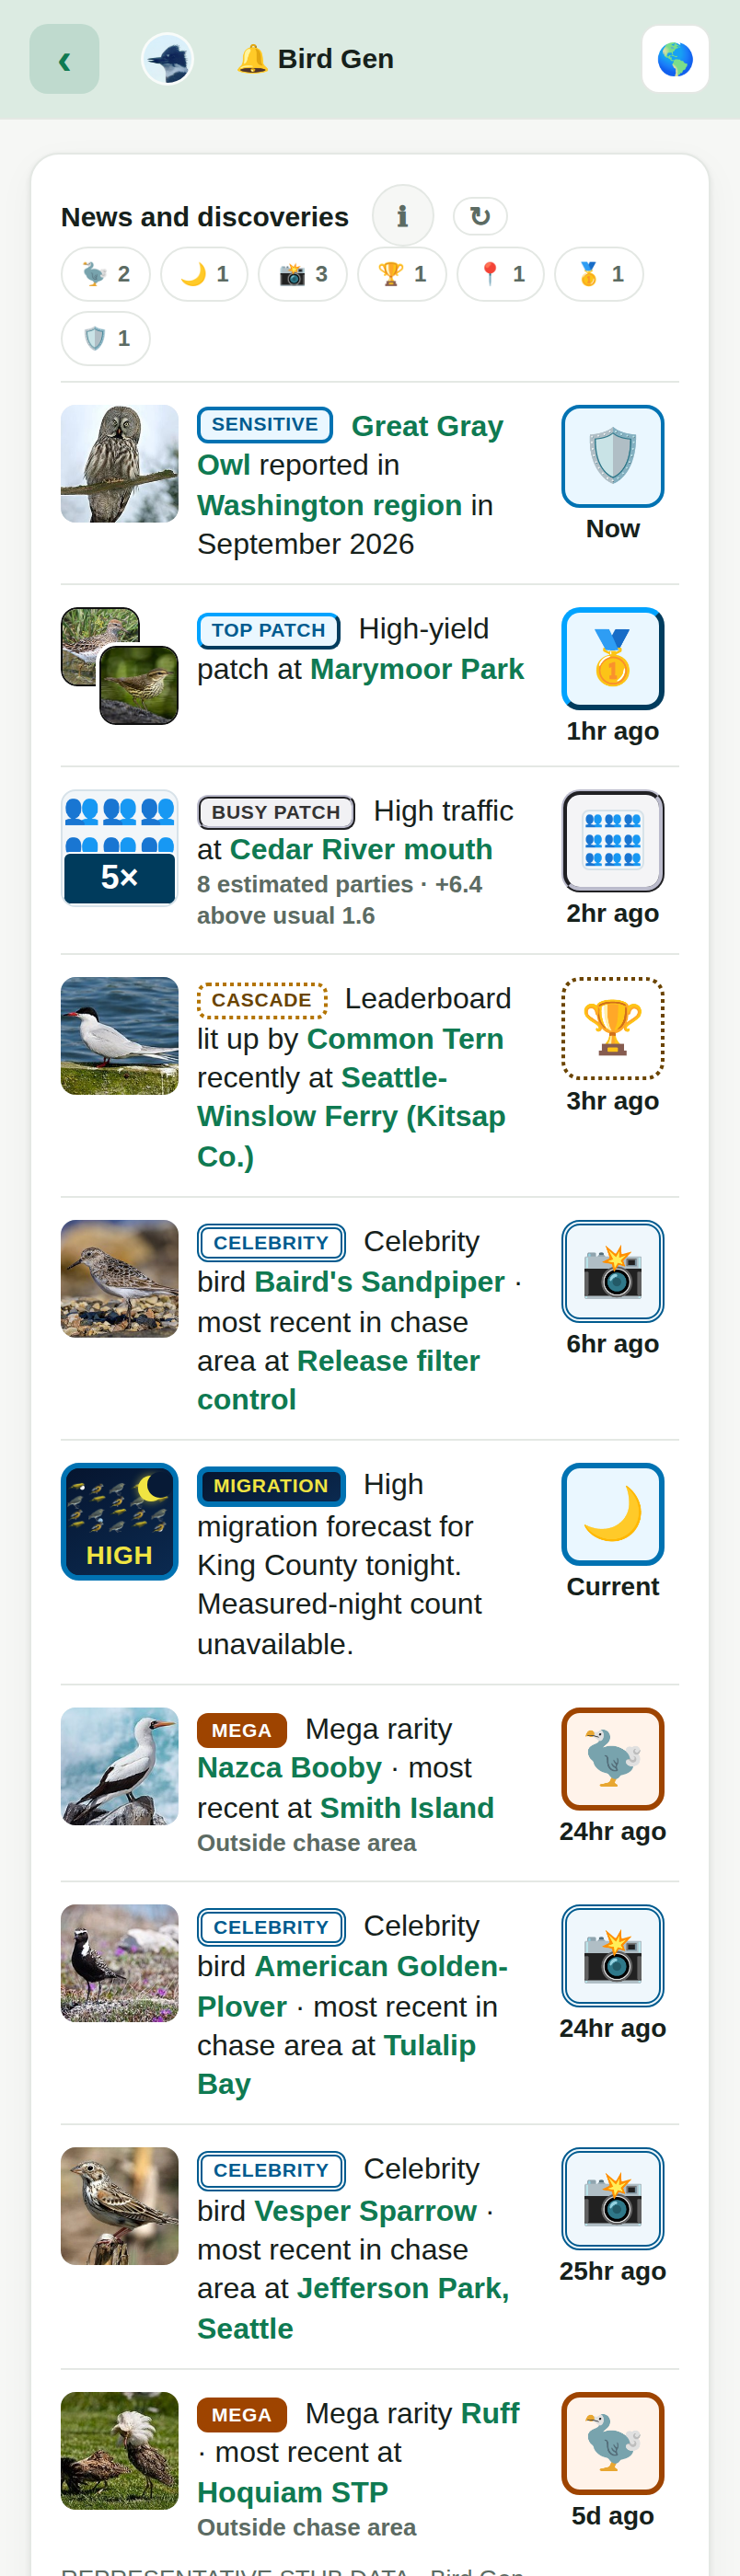 ‹ 🔔 Bird Gen 🌎
News and discoveries ℹ ↻
🦤 2 🌙 1 📸 3 🏆 1 📍 1 🥇 1
🛡️ 1
SENSITIVE Great Gray
Owl reported in
Washington region in
September 2026
Now
TOP PATCH High-yield
patch at Marymoor Park
1hr ago
5×
BUSY PATCH High traffic
at Cedar River mouth
8 estimated parties · +6.4
above usual 1.6
2hr ago
CASCADE Leaderboard
lit up by Common Tern
recently at Seattle-
Winslow Ferry (Kitsap
Co.)
3hr ago
CELEBRITY Celebrity
bird Baird's Sandpiper ·
most recent in chase
area at Release filter
control
6hr ago
HIGH
MIGRATION High
migration forecast for
King County tonight.
Measured-night count
unavailable.
Current
MEGA Mega rarity
Nazca Booby · most
recent at Smith Island
Outside chase area
24hr ago
CELEBRITY Celebrity
bird American Golden-
Plover · most recent in
chase area at Tulalip
Bay
24hr ago
CELEBRITY Celebrity
bird Vesper Sparrow ·
most recent in chase
area at Jefferson Park,
Seattle
25hr ago
MEGA Mega rarity Ruff
· most recent at
Hoquiam STP
Outside chase area
5d ago
REPRESENTATIVE STUB DATA · Bird Gen